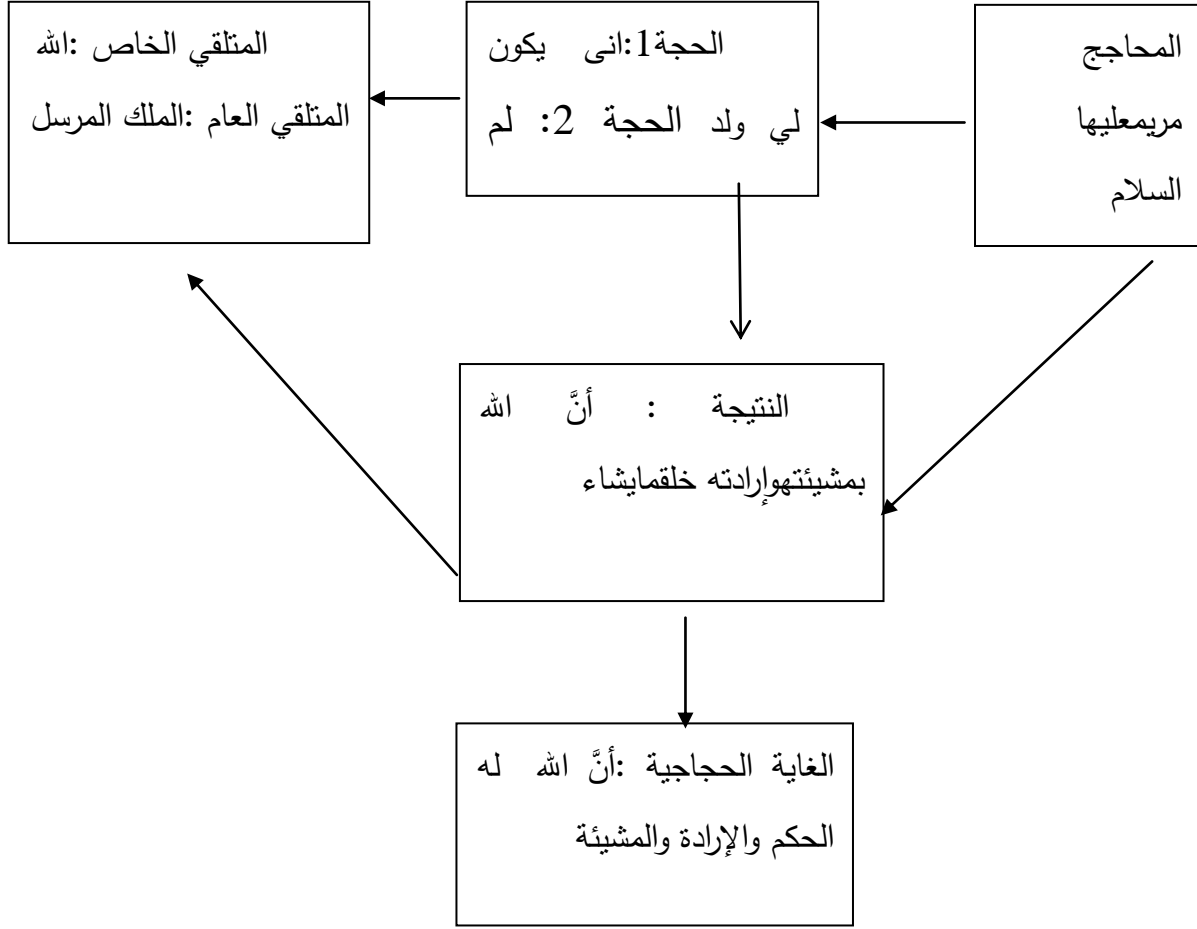 المحاجج
مريمعليها
السلام
الحجة1:انى يكون
لي ولد الحجة 2: لم
المتلقي الخاص :الله
المتلقي العام :الملك المرسل
النتيجة : أنَّ الله
بمشيئتهوإرادته خلقمايشاء
الغاية الحجاجية :أنَّ الله له
الحكم والإرادة والمشيئة